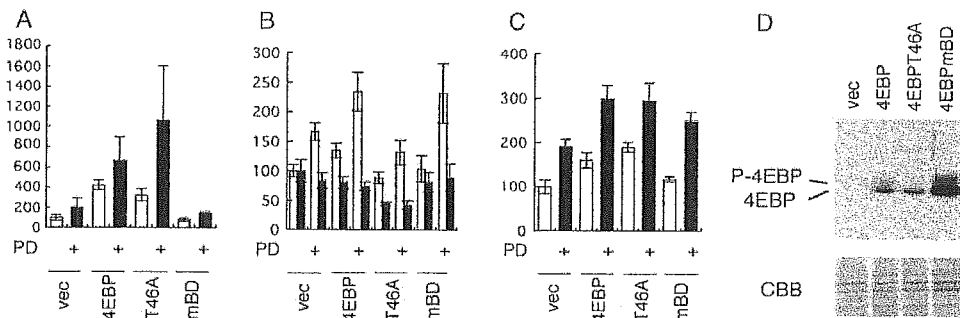 A
1800
1600
1400
1200
1000
800
600
400
200
0
PD + + + +
vec 4EBP T46A mBD
B
300
250
200
150
100
50
0
PD + + + +
vec 4EBP T46A mBD
C
400
300
200
100
0
PD + + + +
vec 4EBP T46A mBD
D
vec 4EBP 4EBPT46A 4EBPmBD
P-4EBP
4EBP
CBB